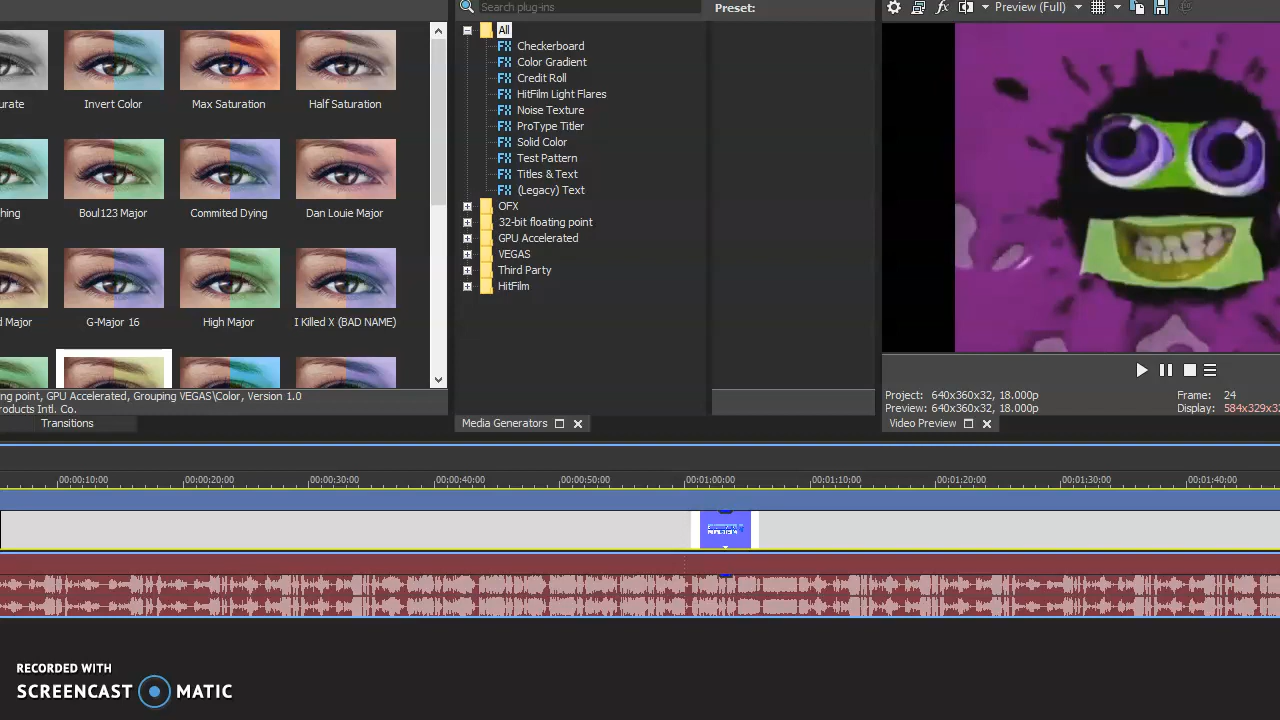 Search plug-ins
Preset:
Preview (Full)
All
Checkerboard
Color Gradient
Credit Roll
HitFilm Light Flares
Noise Texture
ProType Titler
Solid Color
Test Pattern
Titles & Text
(Legacy) Text
OFX
32-bit floating point
GPU Accelerated
VEGAS
Third Party
HitFilm
urate
Invert Color
Max Saturation
Half Saturation
hing
Boul123 Major
Commited Dying
Dan Louie Major
d Major
G-Major 16
High Major
I Killed X (BAD NAME)
ng point, GPU Accelerated, Grouping VEGAS\Color, Version 1.0
oducts Intl. Co.
Transitions
Media Generators
Project: 640x360x32, 18.000p
Frame: 24
Preview: 640x360x32, 18.000p
Display: 584x329x32
Video Preview
00:00:10:00
00:00:20:00
00:00:30:00
00:00:40:00
00:00:50:00
00:01:00:00
00:01:10:00
00:01:20:00
00:01:30:00
00:01:40:00
RECORDED WITH
SCREENCAST MATIC